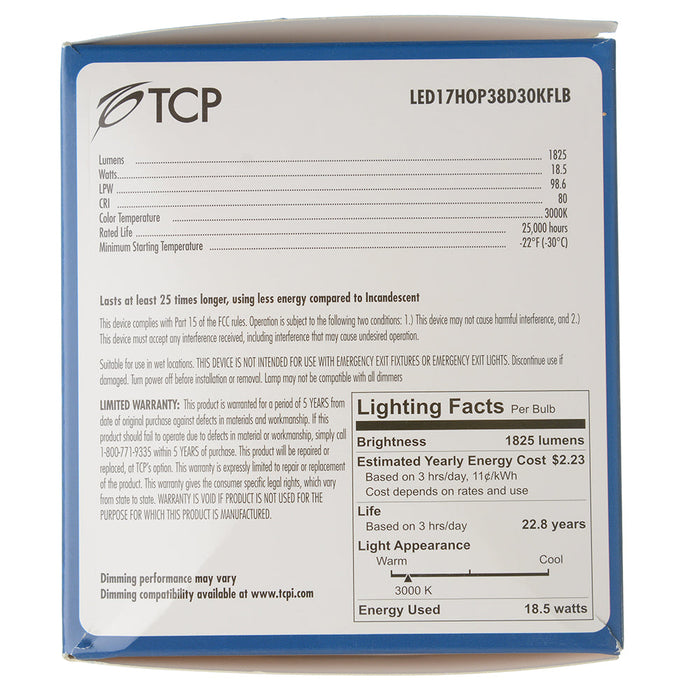 TCP
LED17HOP38D30KFLB
Lumens 1825
Watts 18.5
LPW 98.6
CRI 80
Color Temperature 3000K
Rated Life 25,000 hours
Minimum Starting Temperature -22°F (-30°C)
Lasts at least 25 times longer, using less energy compared to Incandescent
This device complies with Part 15 of the FCC rules. Operation is subject to the following two conditions: 1.) This device may not cause harmful interference, and 2.)
This device must accept any interference received, including interference that may cause undesired operation.
Suitable for use in wet locations. THIS DEVICE IS NOT INTENDED FOR USE WITH EMERGENCY EXIT FIXTURES OR EMERGENCY EXIT LIGHTS. Discontinue use if
damaged. Turn power off before installation or removal. Lamp may not be compatible with all dimmers
LIMITED WARRANTY: This product is warranted for a period of 5 YEARS from
date of original purchase against defects in materials and workmanship. If this
product should fail to operate due to defects in material or workmanship, simply call
1-800-771-9335 within 5 YEARS of purchase. This product will be repaired or
replaced, at TCP's option. This warranty is expressly limited to repair or replacement
of the product. This warranty gives the consumer specific legal rights, which vary
from state to state. WARRANTY IS VOID IF PRODUCT IS NOT USED FOR THE
PURPOSE FOR WHICH THIS PRODUCT IS MANUFACTURED.
Dimming performance may vary
Dimming compatibility available at www.tcpi.com
Lighting Facts Per Bulb
Brightness 1825 lumens
Estimated Yearly Energy Cost $2.23
Based on 3 hrs/day, 11¢/kWh
Cost depends on rates and use
Life
Based on 3 hrs/day 22.8 years
Light Appearance
Warm Cool
3000 K
Energy Used 18.5 watts